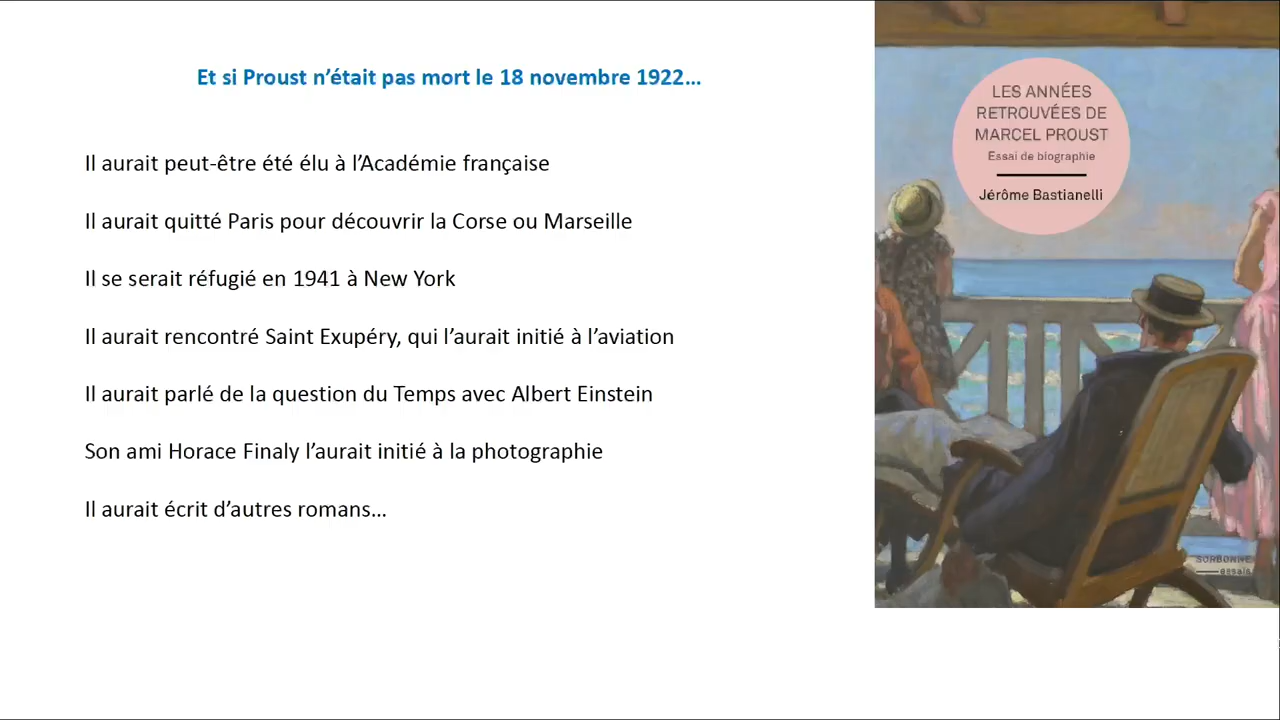 Et si Proust n’était pas mort le 18 novembre 1922…
Il aurait peut-être été élu à l’Académie française
Il aurait quitté Paris pour découvrir la Corse ou Marseille
Il se serait réfugié en 1941 à New York
Il aurait rencontré Saint Exupéry, qui l’aurait initié à l’aviation
Il aurait parlé de la question du Temps avec Albert Einstein
Son ami Horace Finaly l’aurait initié à la photographie
Il aurait écrit d’autres romans…
LES ANNÉES
RETROUVÉES DE
MARCEL PROUST
Essai de biographie
Jérôme Bastianelli
SORBONNE
essais